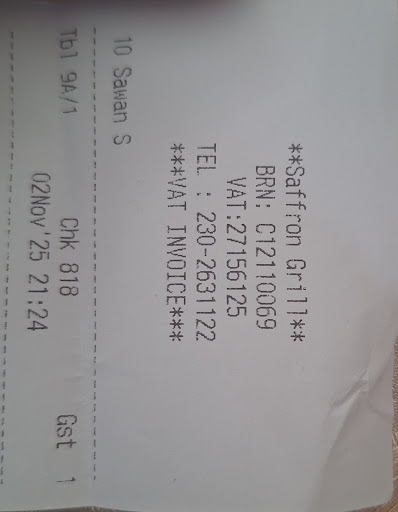 **Saffron Grill**
BRN: C12110069
VAT:27156125
TEL : 230-2631122
***VAT INVOICE***
10 Sawan S
Tbl 9A/1 Chk 818 Gst 1
02Nov'25 21:24